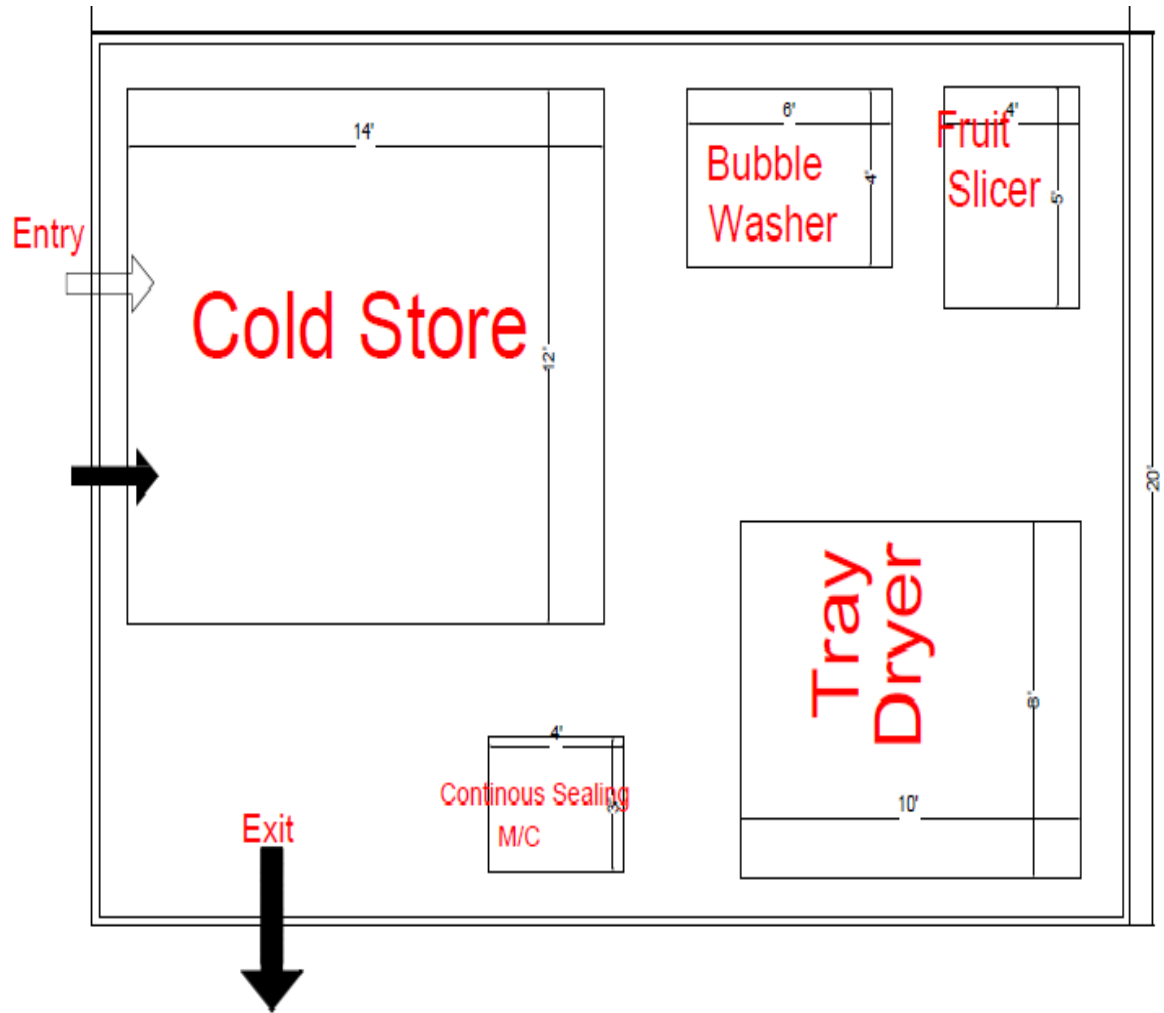 14'
6'
4'
Fruit
Bubble
4'
Slicer
5'
Washer
Entry
Cold Store
12'
20'
Tray
Dryer
8'
4'
Continous Sealing
3'
10'
M/C
Exit